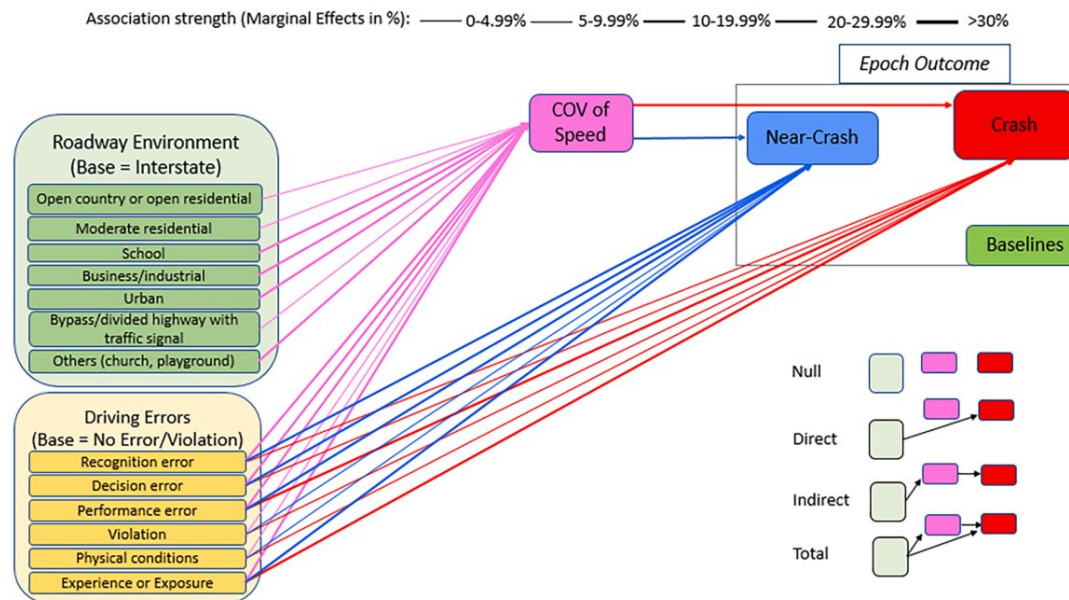 Association strength (Marginal Effects in %): 0-4.99% 5-9.99% 10-19.99% 20-29.99% >30%
Epoch Outcome
COV of
Speed
Near-Crash
Crash
Baselines
Roadway Environment
(Base = Interstate)
Open country or open residential
Moderate residential
School
Business/industrial
Urban
Bypass/divided highway with
traffic signal
Others (church, playground)
Driving Errors
(Base = No Error/Violation)
Recognition error
Decision error
Performance error
Violation
Physical conditions
Experience or Exposure
Null
Direct
Indirect
Total